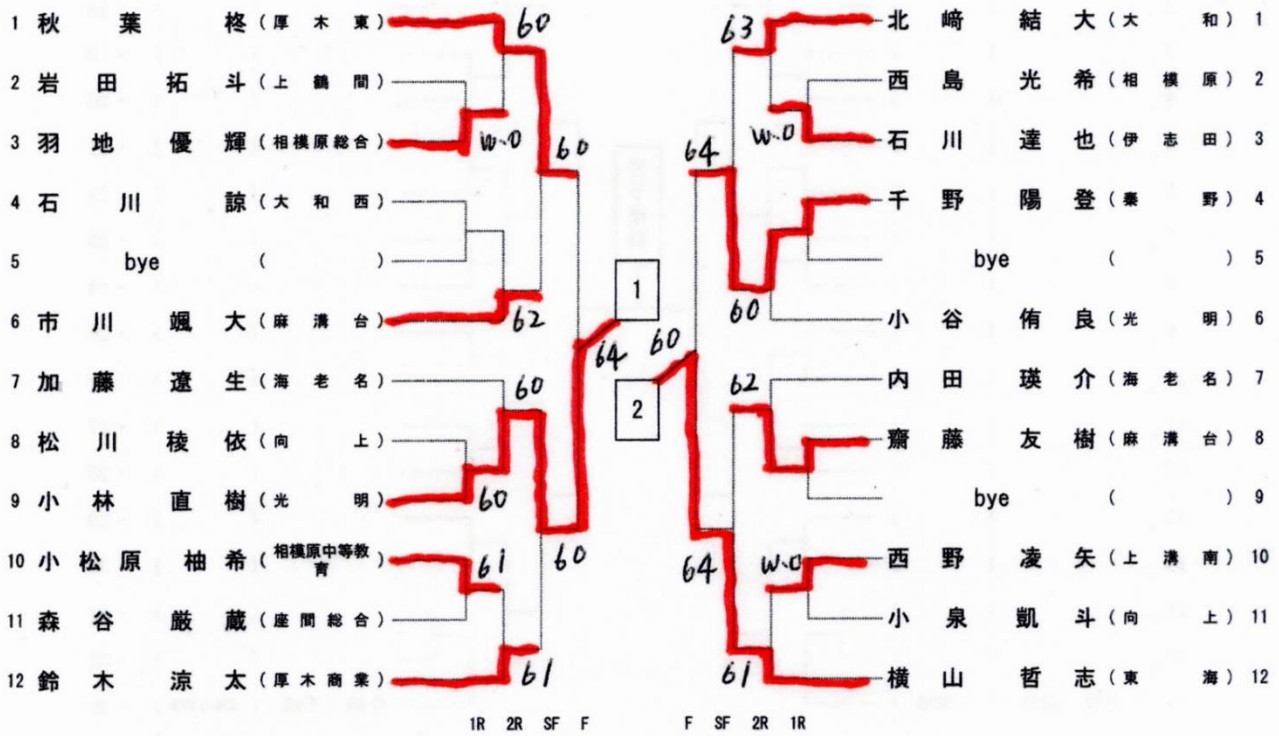 1 秋葉柊 (厚木東)
2 岩田拓斗 (上鶴間)
3 羽地優輝 (相模原総合)
4 石川諒 (大和西)
5 bye ( )
6 市川颯大 (麻溝台)
7 加藤遼生 (海老名)
8 松川稜依 (向上)
9 小林直樹 (光明)
10 小松原柚希 (相模原中等教育)
11 森谷厳蔵 (座間総合)
12 鈴木涼太 (厚木商業)
60
W.O
60
62
60
60
61
60
61
64
1
2
60
63
W.O
64
60
62
64
W.O
61
北﨑結大 (大和) 1
西島光希 (相模原) 2
石川達也 (伊志田) 3
千野陽登 (秦野) 4
bye ( ) 5
小谷侑良 (光明) 6
内田瑛介 (海老名) 7
齋藤友樹 (麻溝台) 8
bye ( ) 9
西野凌矢 (上溝南) 10
小泉凱斗 (向上) 11
横山哲志 (東海) 12
1R 2R SF F
F SF 2R 1R